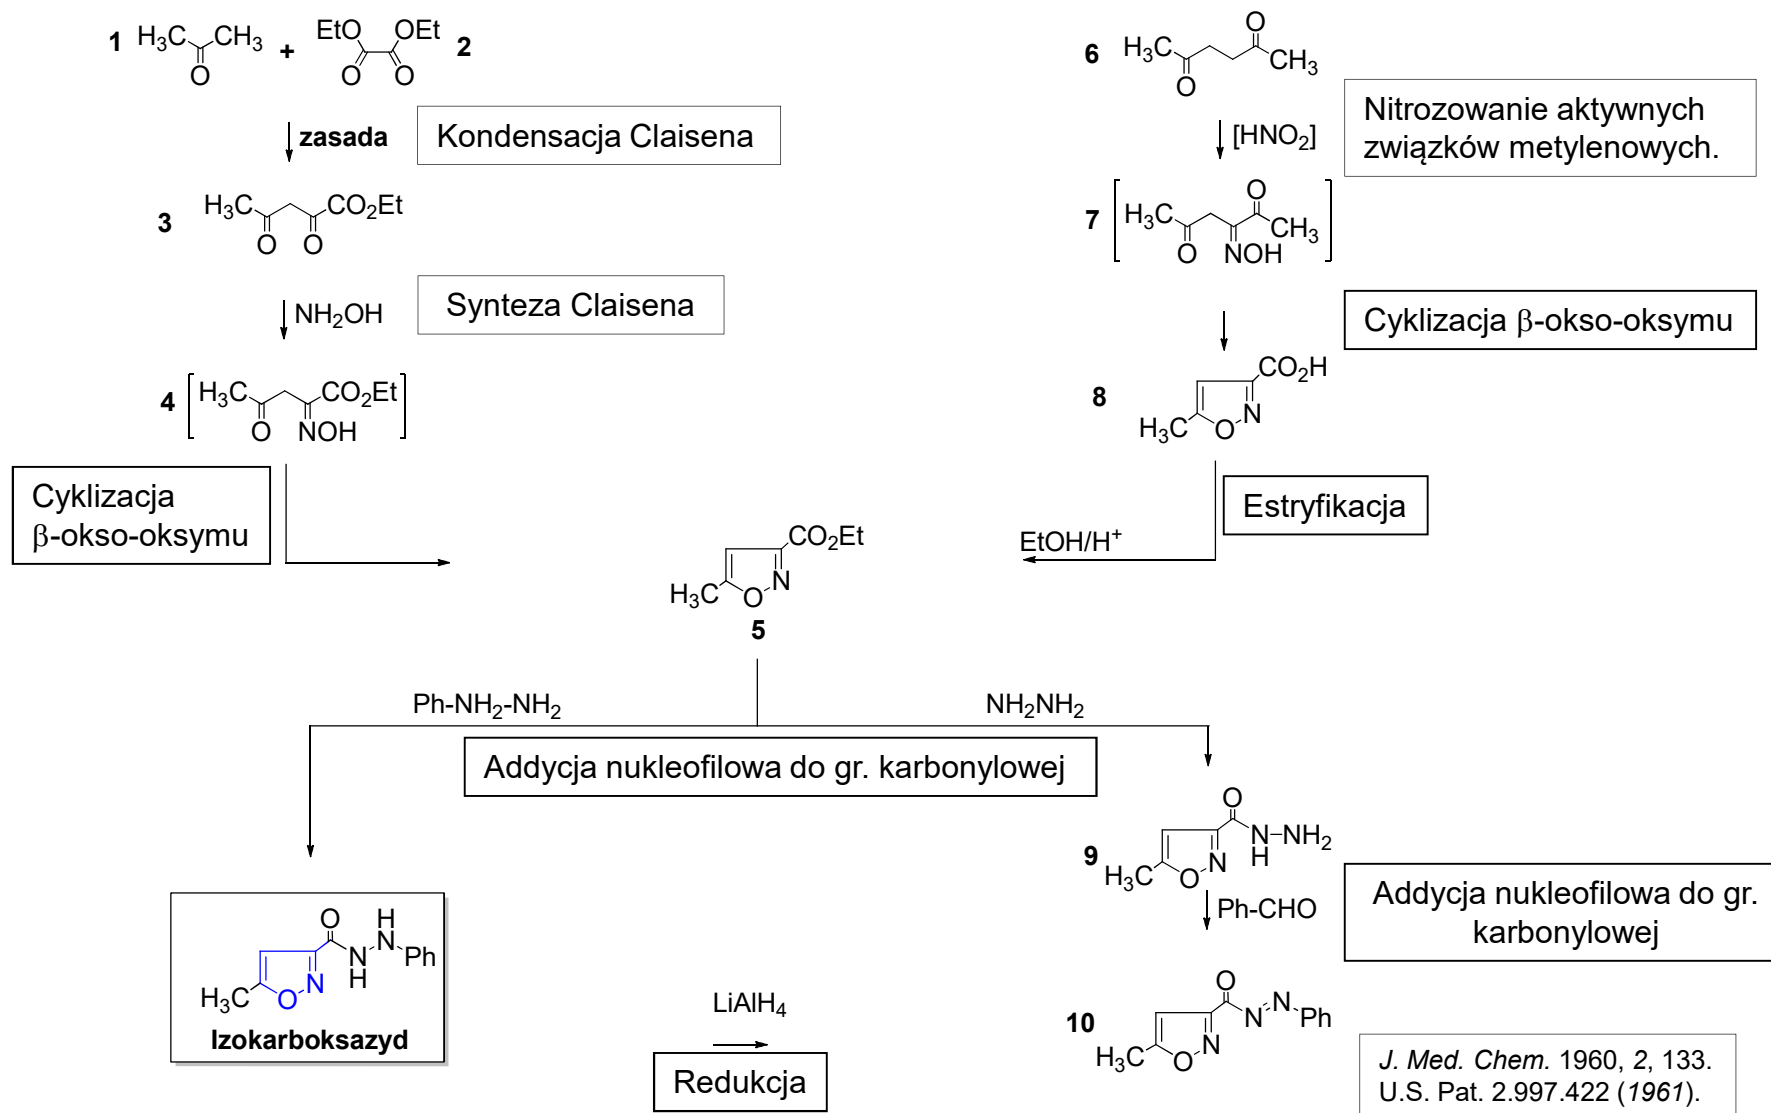 1 H₃C CH₃ O + EtO OEt O O 2
zasada
Kondensacja Claisena
3 H₃C CO₂Et O O
NH₂OH
Synteza Claisena
4 H₃C CO₂Et O NOH
Cyklizacja
β-okso-oksymu
6 H₃C O O CH₃
[HNO₂]
Nitrozowanie aktywnych
związków metylenowych.
7 H₃C O O CH₃ NOH
Cyklizacja β-okso-oksymu
8 CO₂H N O H₃C
Estryfikacja
EtOH/H⁺
CO₂Et N O H₃C
5
Ph-NH₂-NH₂
NH₂NH₂
Addycja nukleofilowa do gr. karbonylowej
O H N N H Ph N O H₃C
Izokarboksazyd
LiAlH₄
Redukcja
9 O N H NH₂ N O H₃C
Ph-CHO
Addycja nukleofilowa do gr.
karbonylowej
10 O N N Ph N O H₃C
J. Med. Chem. 1960, 2, 133.
U.S. Pat. 2.997.422 (1961).